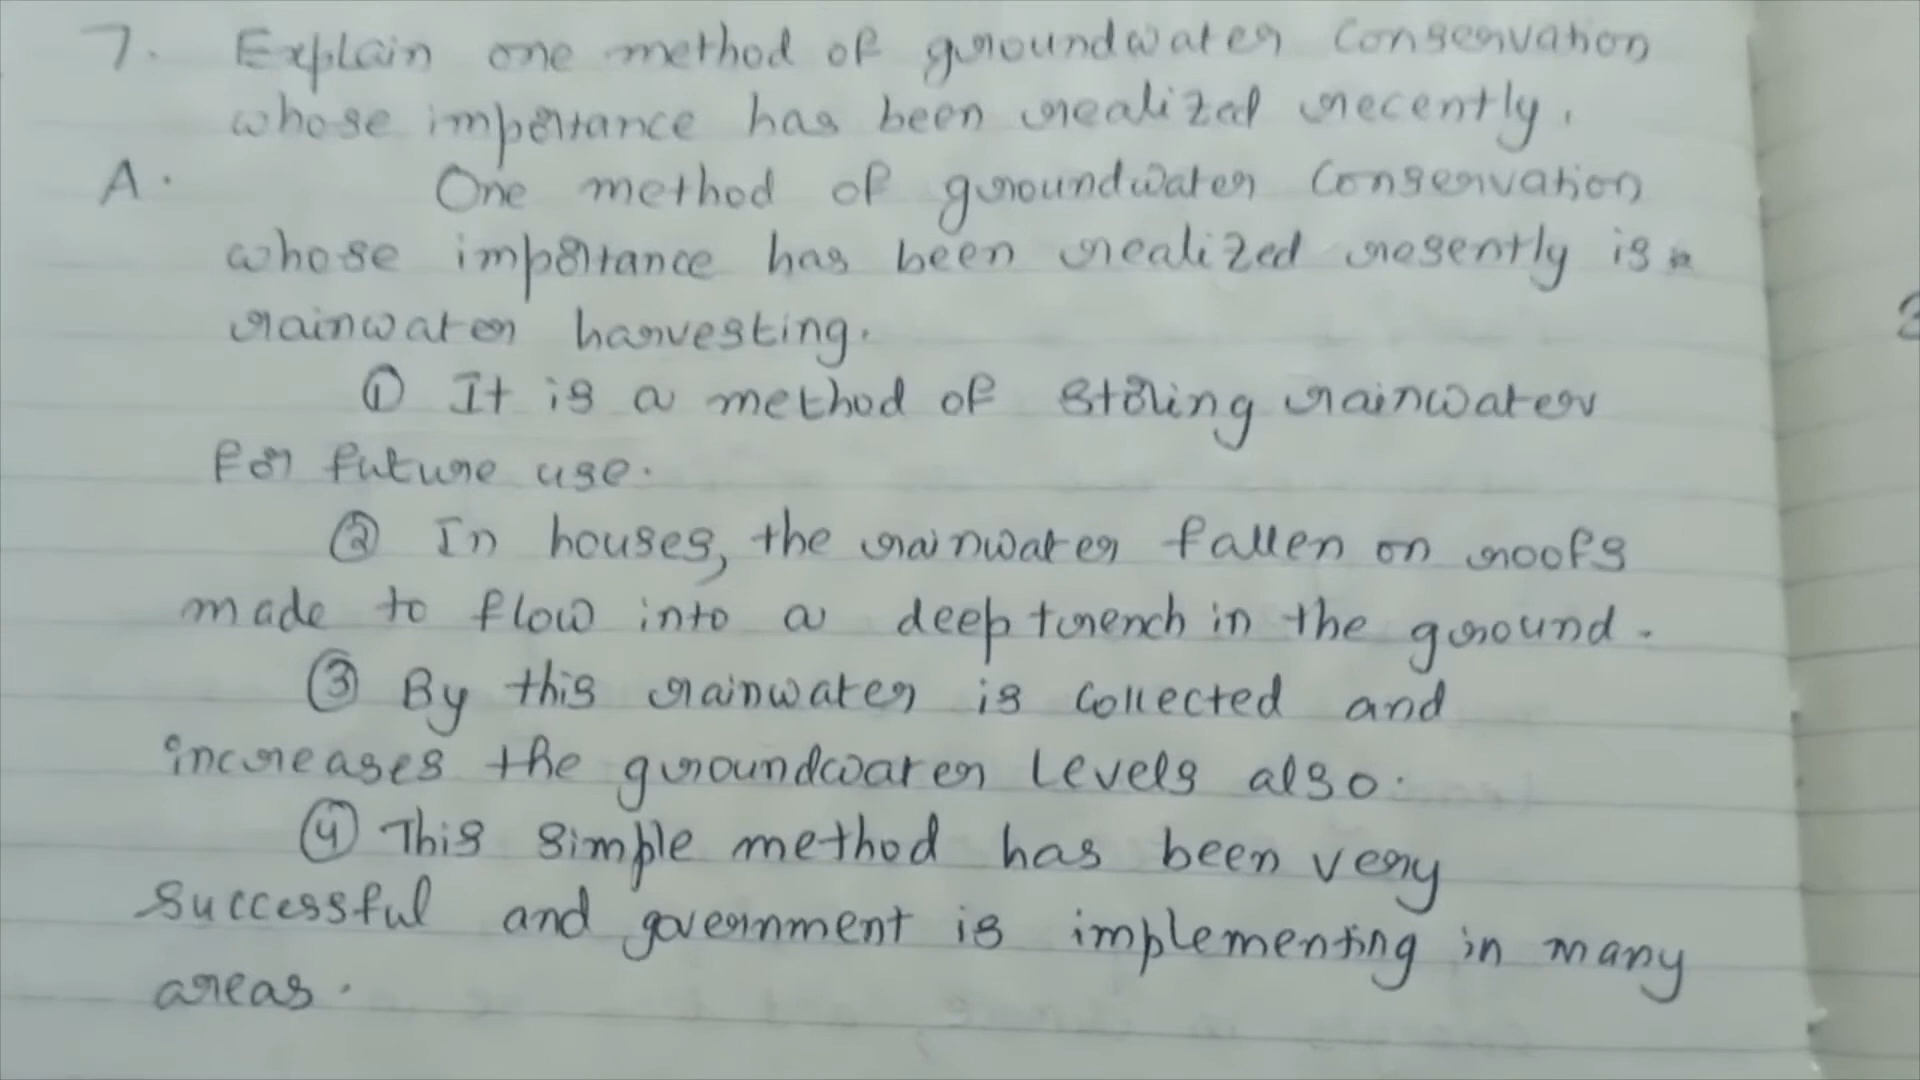 7. Explain one method of groundwater conservation
whose importance has been realized recently.
A. One method of groundwater conservation
whose importance has been realized resently is
rainwater harvesting.
① It is a method of storing rainwater
for future use.
② In houses, the rainwater fallen on roofs
made to flow into a deep trench in the ground.
③ By this rainwater is collected and
increases the groundwater levels also.
④ This simple method has been very
successful and government is implementing in many
areas.